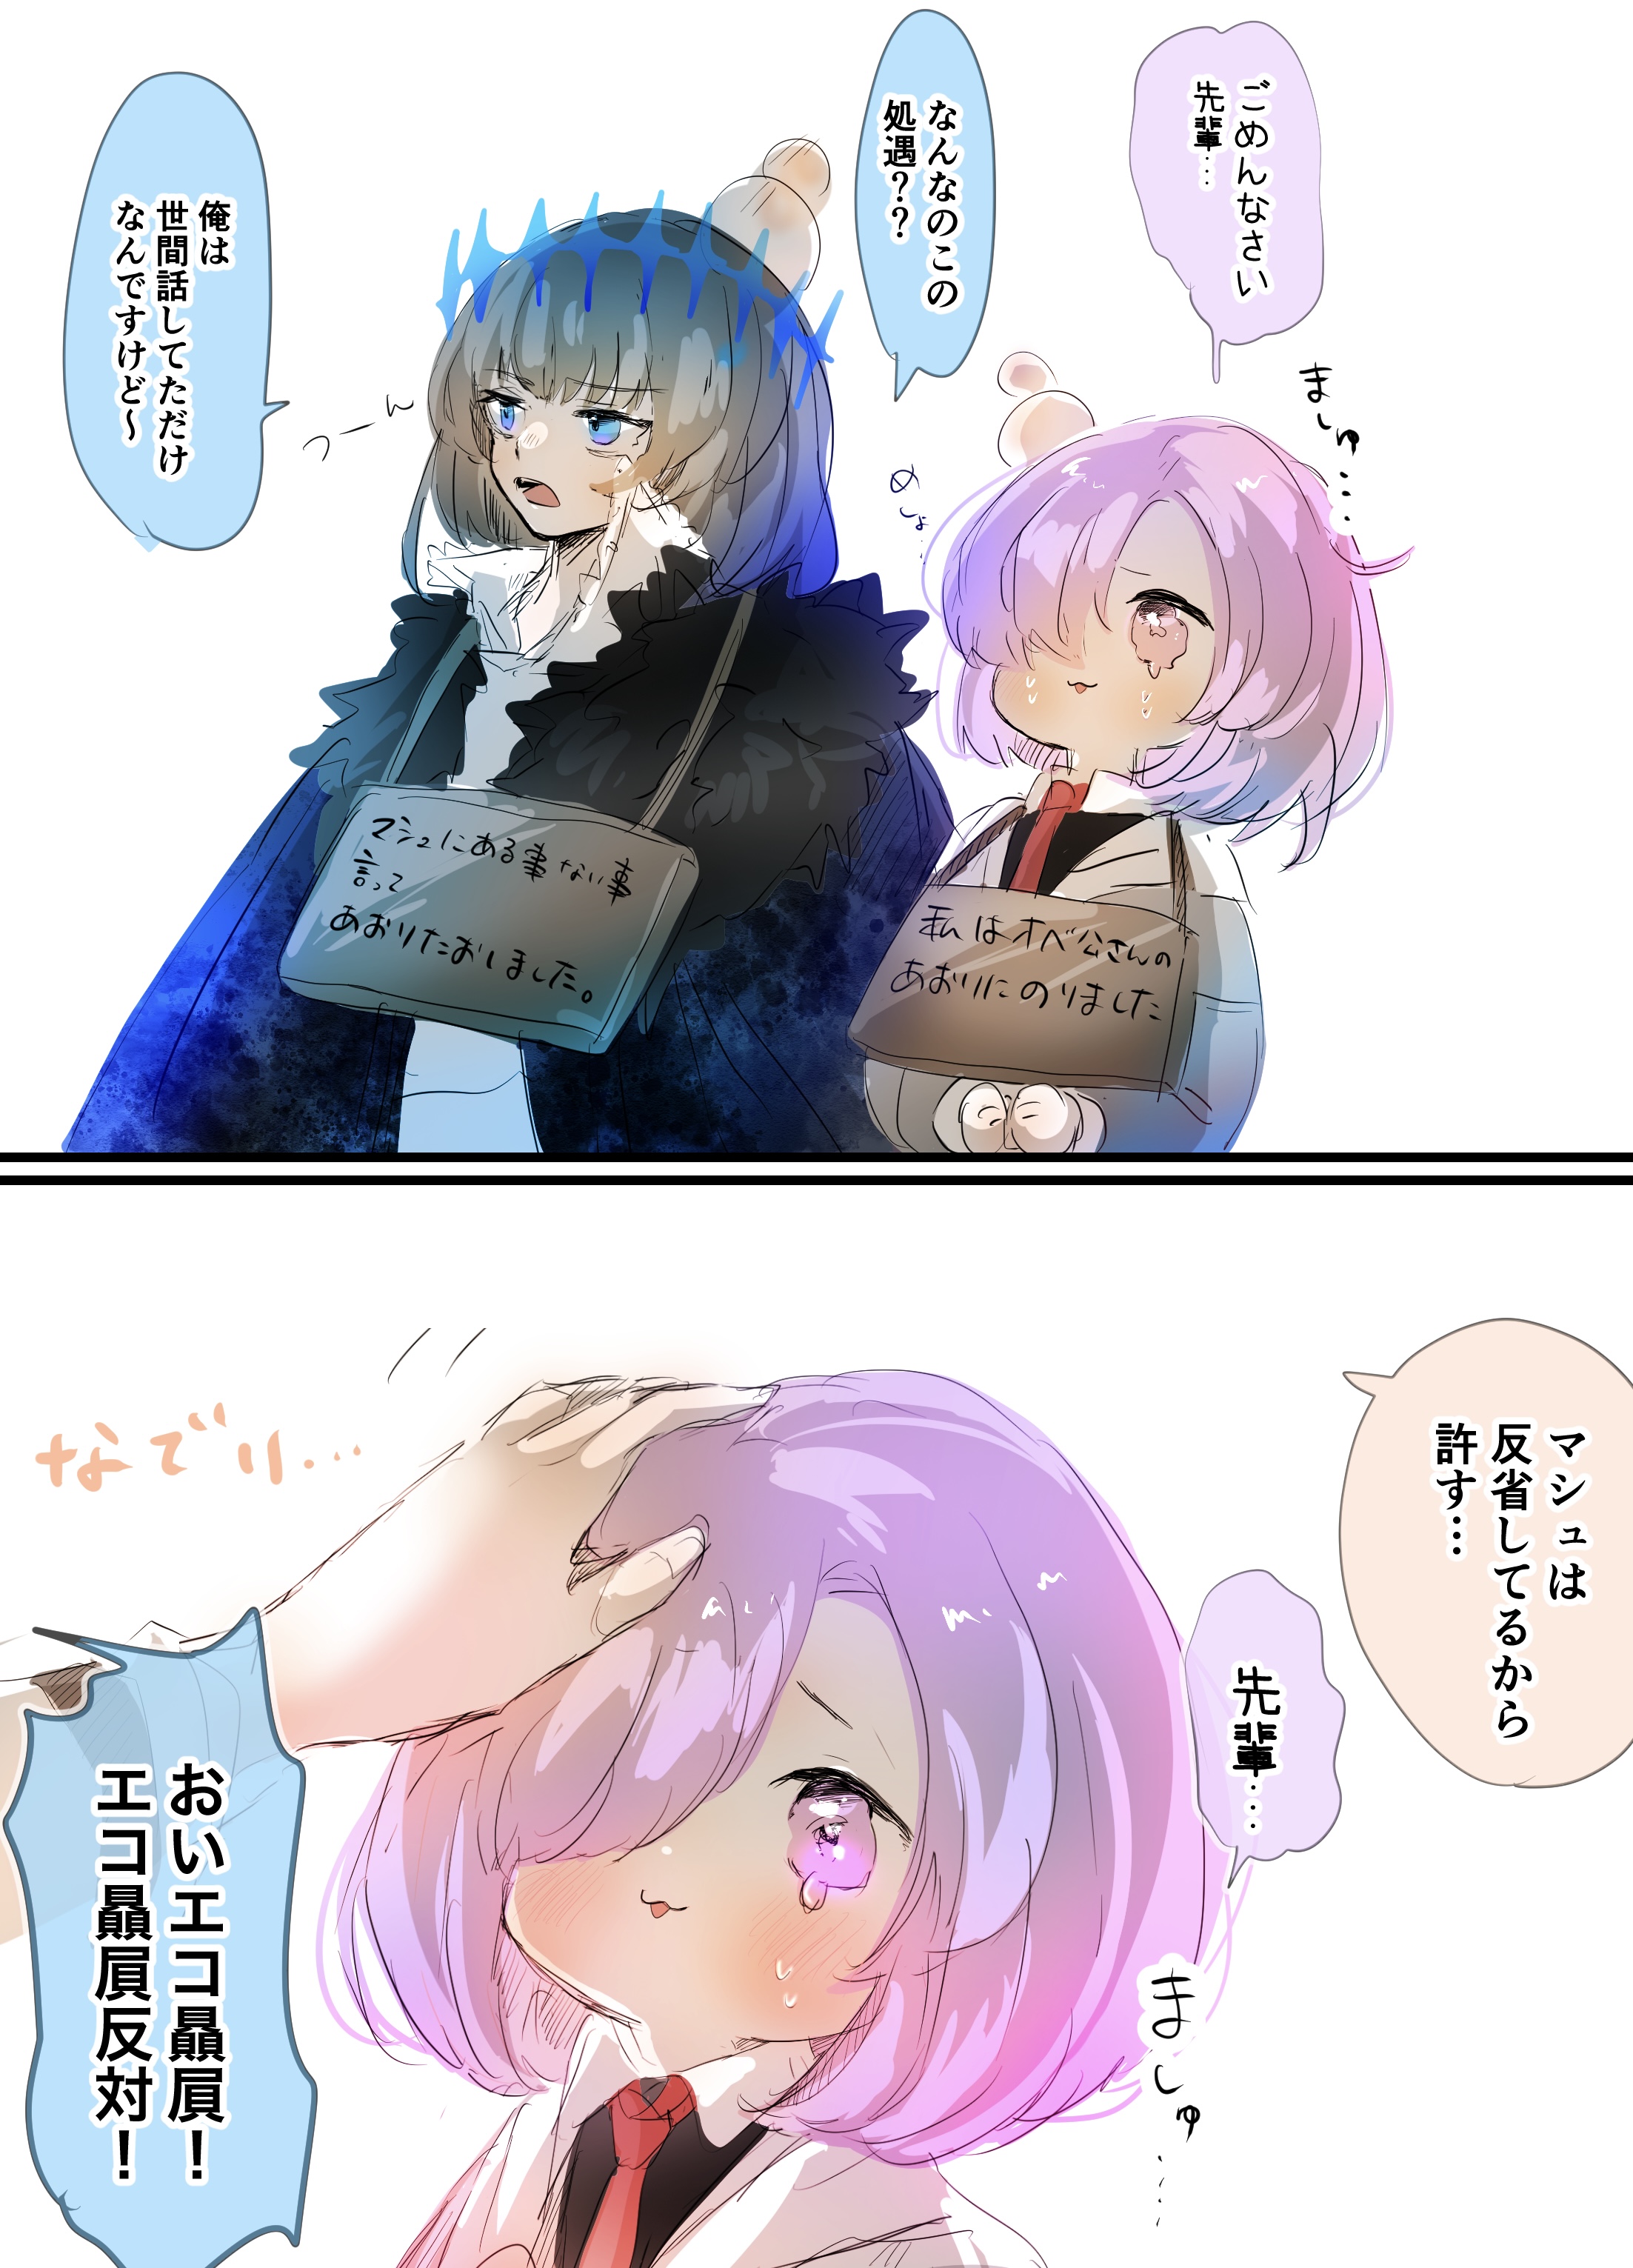 ごめんなさい
先輩…
ましゅ……
なんなのこの
処遇??
めしょ…
つーん
俺は
世間話してただけ
なんですけど～
私はオベ公さんの
あおりにのりました
マシュにある事ない事
言って
あおりたおしました。
マシュは
反省してるから
許す…
先輩……
なでり…
ましゅ……
おいエコ贔屓！
エコ贔屓反対！